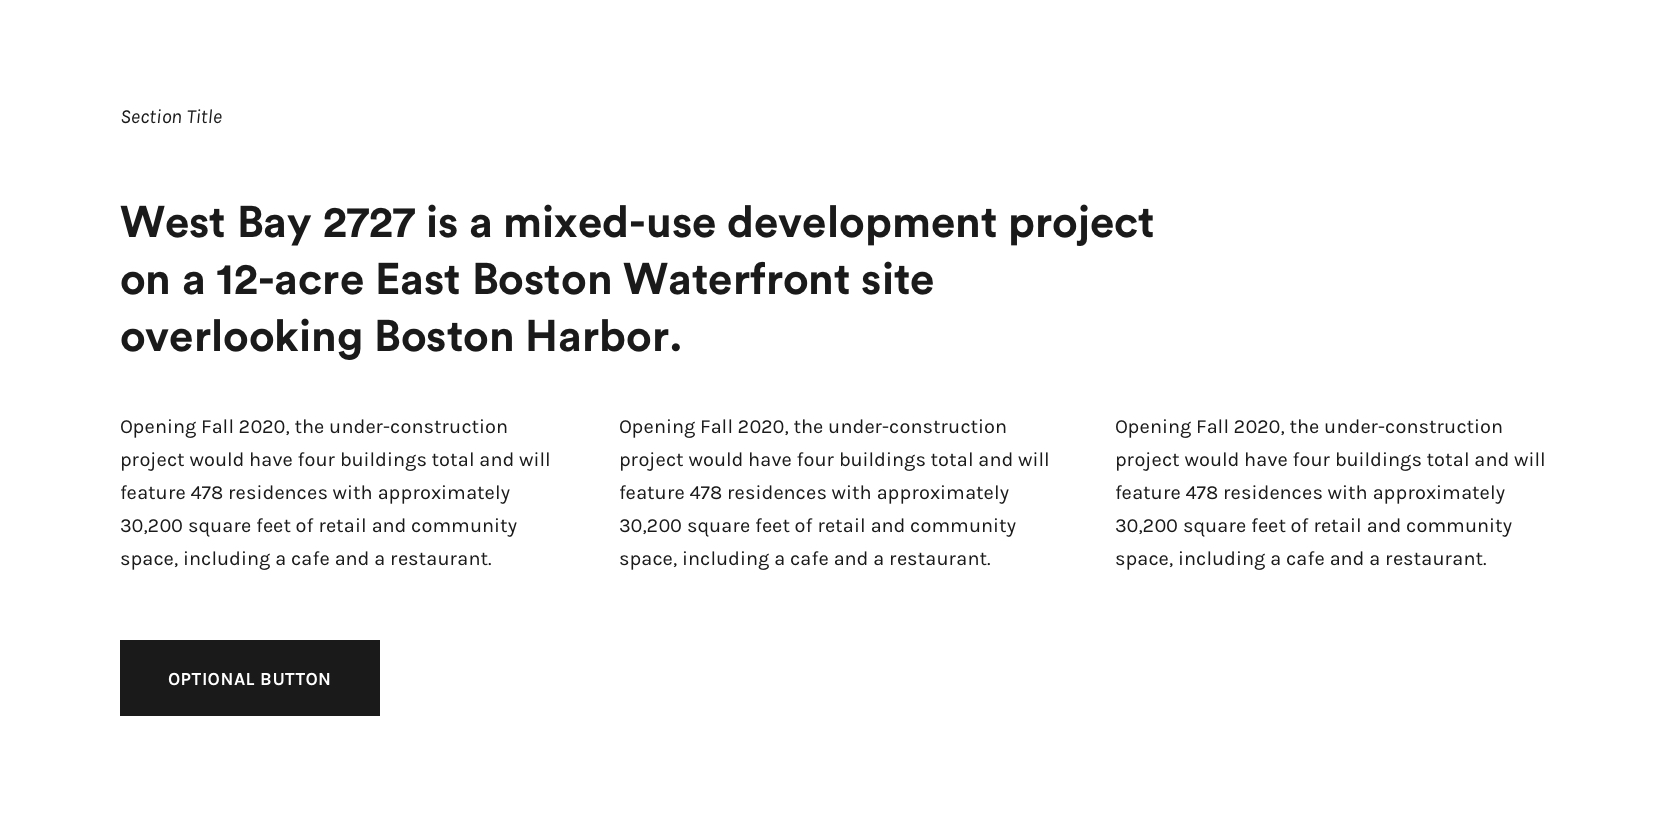 Section Title
West Bay 2727 is a mixed-use development project
on a 12-acre East Boston Waterfront site
overlooking Boston Harbor.
Opening Fall 2020, the under-construction
project would have four buildings total and will
feature 478 residences with approximately
30,200 square feet of retail and community
space, including a cafe and a restaurant.
Opening Fall 2020, the under-construction
project would have four buildings total and will
feature 478 residences with approximately
30,200 square feet of retail and community
space, including a cafe and a restaurant.
Opening Fall 2020, the under-construction
project would have four buildings total and will
feature 478 residences with approximately
30,200 square feet of retail and community
space, including a cafe and a restaurant.
OPTIONAL BUTTON